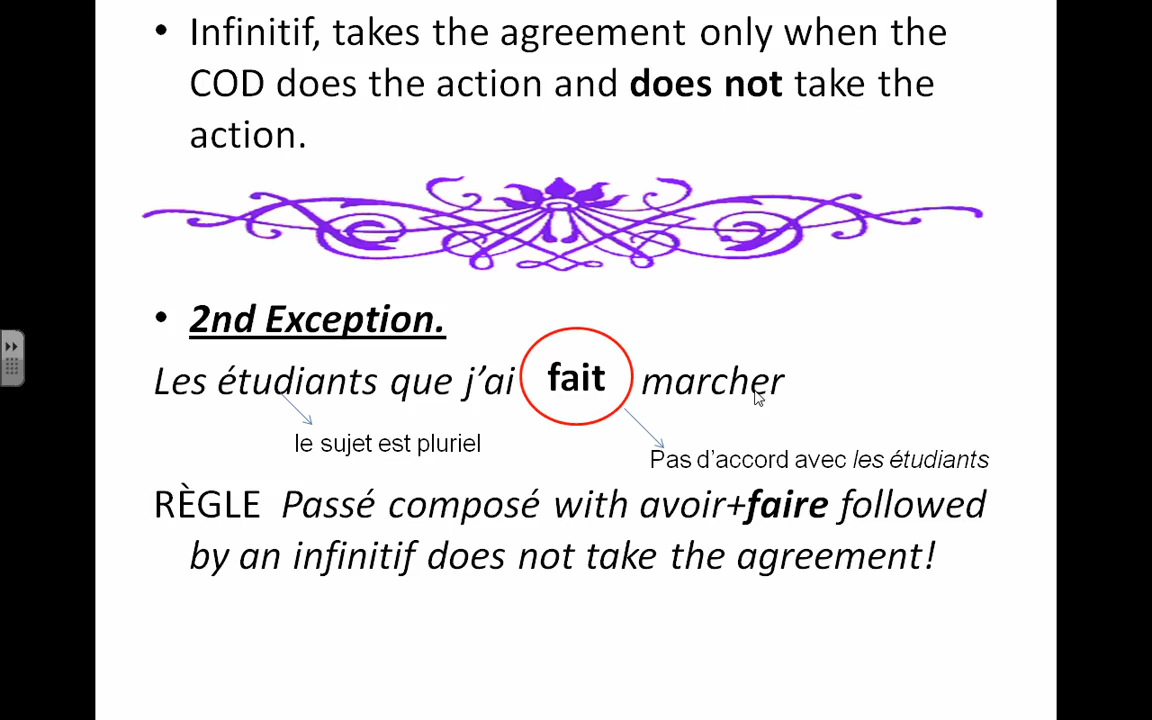 • Infinitif, takes the agreement only when the
COD does the action and does not take the
action.
• 2nd Exception.
Les étudiants que j’ai fait marcher
le sujet est pluriel
Pas d’accord avec les étudiants
RÈGLE Passé composé with avoir+faire followed
by an infinitif does not take the agreement!